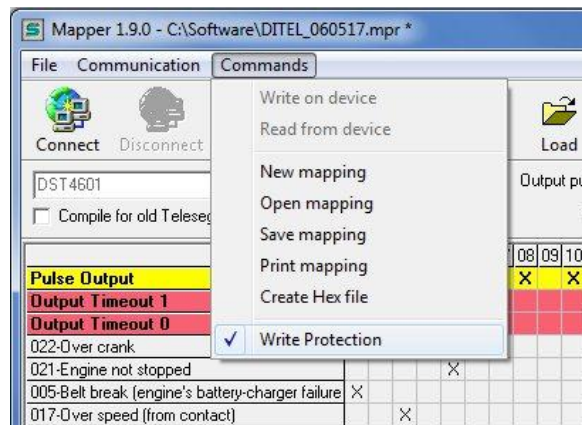 Mapper 1.9.0 - C:\Software\DITEL_060517.mpr *
File Communication Commands
Connect Disconnect Load
Write on device
Read from device
New mapping
Open mapping
Save mapping
Print mapping
Create Hex file
Write Protection
DST4601 Output
Compile for old
08 09 10
Pulse Output X X
Output Timeout 1
Output Timeout 0
022-Over crank
021-Engine not stopped X
005-Belt break (engine's battery-charger failure X
017-Over speed (from contact) X